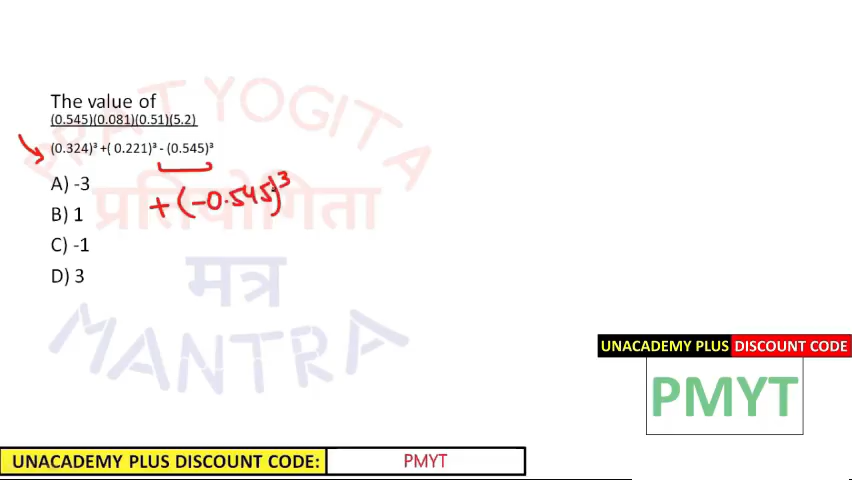 The value of
(0.545)(0.081)(0.51)(5.2)
(0.324)³ +( 0.221)³ - (0.545)³
+(-0.545)³
A) -3
B) 1
C) -1
D) 3
PRATIYOGITA
प्रतियोगिता
मंत्र
MANTRA
UNACADEMY PLUS DISCOUNT CODE
PMYT
UNACADEMY PLUS DISCOUNT CODE: PMYT